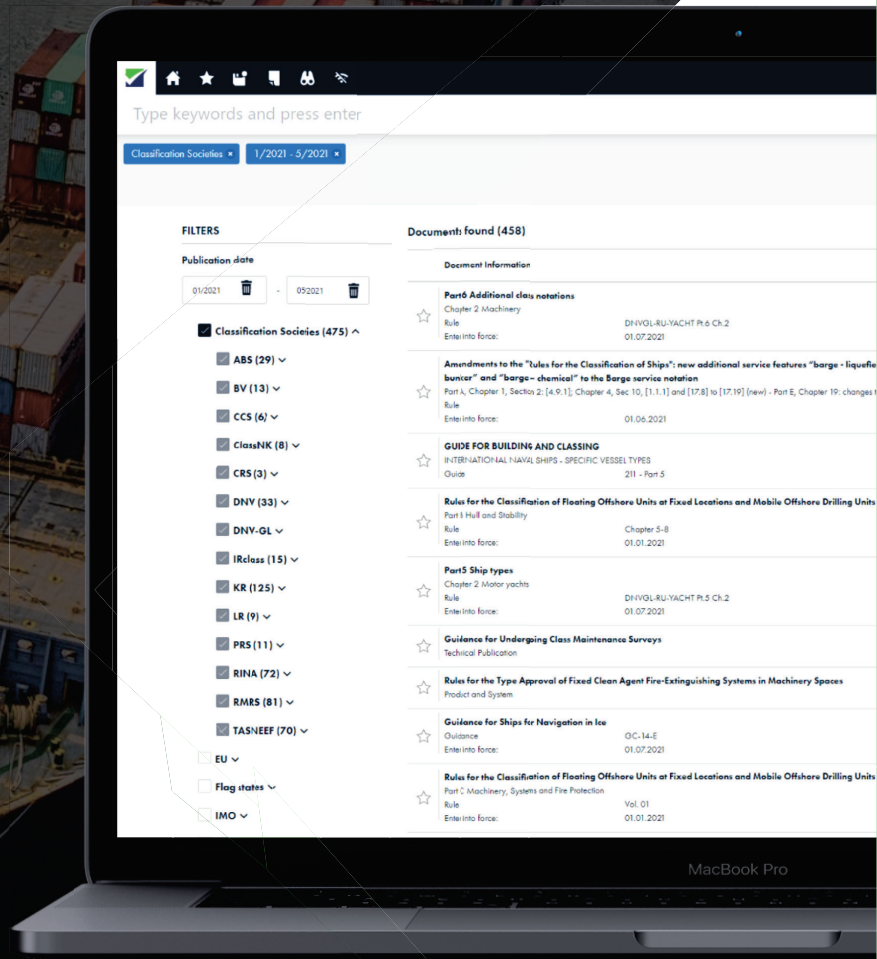 Type keywords and press enter
Classification Societies ×
1/2021 - 5/2021 ×
FILTERS
Publication date
01/2021 - 05/2021
Classification Societies (475)
ABS (29)
BV (13)
CCS (6)
ClassNK (8)
CRS (3)
DNV (33)
DNV-GL
IRclass (15)
KR (125)
LR (9)
PRS (11)
RINA (72)
RMRS (81)
TASNEEF (70)
EU
Flag states
IMO
Documents found (458)
Document Information
Part6 Additional class notations
Chapter 2 Machinery
Rule DNVGL-RU-YACHT Pt.6 Ch.2
Enter into force: 01.07.2021
Amendments to the "Rules for the Classification of Ships": new additional service features "barge - liquefie
bunker" and "barge – chemical" to the Barge service notation
Part A, Chapter 1, Section 2: [4.9.1]; Chapter 4, Sec 10, [1.1.1] and [17.8] to [17.19] (new) - Part E, Chapter 19: changes t
Rule
Enter into force: 01.06.2021
GUIDE FOR BUILDING AND CLASSING
INTERNATIONAL NAVAL SHIPS - SPECIFIC VESSEL TYPES
Guide 211 - Part 5
Rules for the Classification of Floating Offshore Units at Fixed Locations and Mobile Offshore Drilling Units
Part Hull and Stability
Rule Chapter 5-8
Enter into force: 01.01.2021
Part5 Ship types
Chapter 2 Motor yachts
Rule DNVGL-RU-YACHT Pt.5 Ch.2
Enter into force: 01.07.2021
Guidance for Undergoing Class Maintenance Surveys
Technical Publication
Rules for the Type Approval of Fixed Clean Agent Fire-Extinguishing Systems in Machinery Spaces
Product and System
Guidance for Ships for Navigation in Ice
Guidance GC-14-E
Enter into force: 01.07.2021
Rules for the Classification of Floating Offshore Units at Fixed Locations and Mobile Offshore Drilling Units
Part C Machinery, Systems and Fire Protection
Rule Vol. 01
Enter into force: 01.01.2021
MacBook Pro